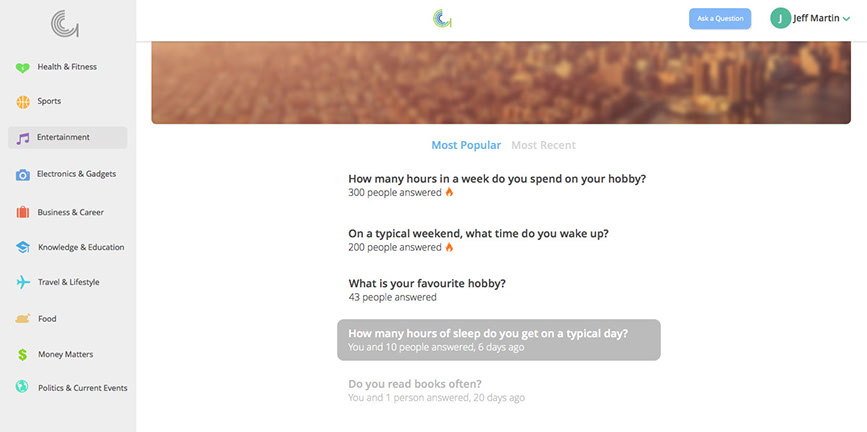 Ask a Question
J
Jeff Martin
Health & Fitness
Sports
Entertainment
Electronics & Gadgets
Business & Career
Knowledge & Education
Travel & Lifestyle
Food
Money Matters
Politics & Current Events
Most Popular Most Recent
How many hours in a week do you spend on your hobby?
300 people answered
On a typical weekend, what time do you wake up?
200 people answered
What is your favourite hobby?
43 people answered
How many hours of sleep do you get on a typical day?
You and 10 people answered, 6 days ago
Do you read books often?
You and 1 person answered, 20 days ago